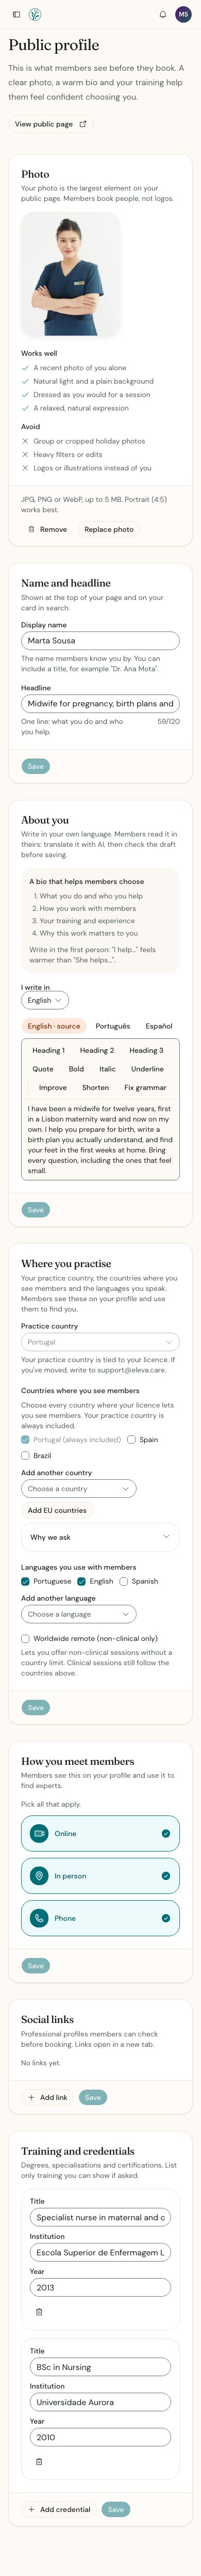 MS
Public profile
This is what members see before they book. A
clear photo, a warm bio and your training help
them feel confident choosing you.
View public page
Photo
Your photo is the largest element on your
public page. Members book people, not logos.
Works well
A recent photo of you alone
Natural light and a plain background
Dressed as you would for a session
A relaxed, natural expression
Avoid
Group or cropped holiday photos
Heavy filters or edits
Logos or illustrations instead of you
JPG, PNG or WebP, up to 5 MB. Portrait (4:5)
works best.
Remove
Replace photo
Name and headline
Shown at the top of your page and on your
card in search.
Display name
Marta Sousa
The name members know you by. You can
include a title, for example "Dr. Ana Mota".
Headline
Midwife for pregnancy, birth plans and
One line: what you do and who
you help.
59/120
Save
About you
Write in your own language. Members read it in
theirs: translate it with AI, then check the draft
before saving.
A bio that helps members choose
1. What you do and who you help
2. How you work with members
3. Your training and experience
4. Why this work matters to you
Write in the first person: "I help…" feels
warmer than "She helps…".
I write in
English
English · source
Português
Español
Heading 1
Heading 2
Heading 3
Quote
Bold
Italic
Underline
Improve
Shorten
Fix grammar
I have been a midwife for twelve years, first
in a Lisbon maternity ward and now on my
own. I help you prepare for birth, write a
birth plan you actually understand, and find
your feet in the first weeks at home. Bring
every question, including the ones that feel
small.
Save
Where you practise
Your practice country, the countries where you
see members and the languages you speak.
Members see these on your profile and use
them to find you.
Practice country
Portugal
Your practice country is tied to your licence. If
you've moved, write to support@eleva.care.
Countries where you see members
Choose every country where your licence lets
you see members. Your practice country is
always included.
Portugal (always included)
Spain
Brazil
Add another country
Choose a country
Add EU countries
Why we ask
Languages you use with members
Portuguese
English
Spanish
Add another language
Choose a language
Worldwide remote (non-clinical only)
Lets you offer non-clinical sessions without a
country limit. Clinical sessions still follow the
countries above.
Save
How you meet members
Members see this on your profile and use it to
find experts.
Pick all that apply.
Online
In person
Phone
Save
Social links
Professional profiles members can check
before booking. Links open in a new tab.
No links yet.
Add link
Save
Training and credentials
Degrees, specialisations and certifications. List
only training you can show if asked.
Title
Specialist nurse in maternal and
Institution
Escola Superior de Enfermagem
Year
2013
Title
BSc in Nursing
Institution
Universidade Aurora
Year
2010
Add credential
Save